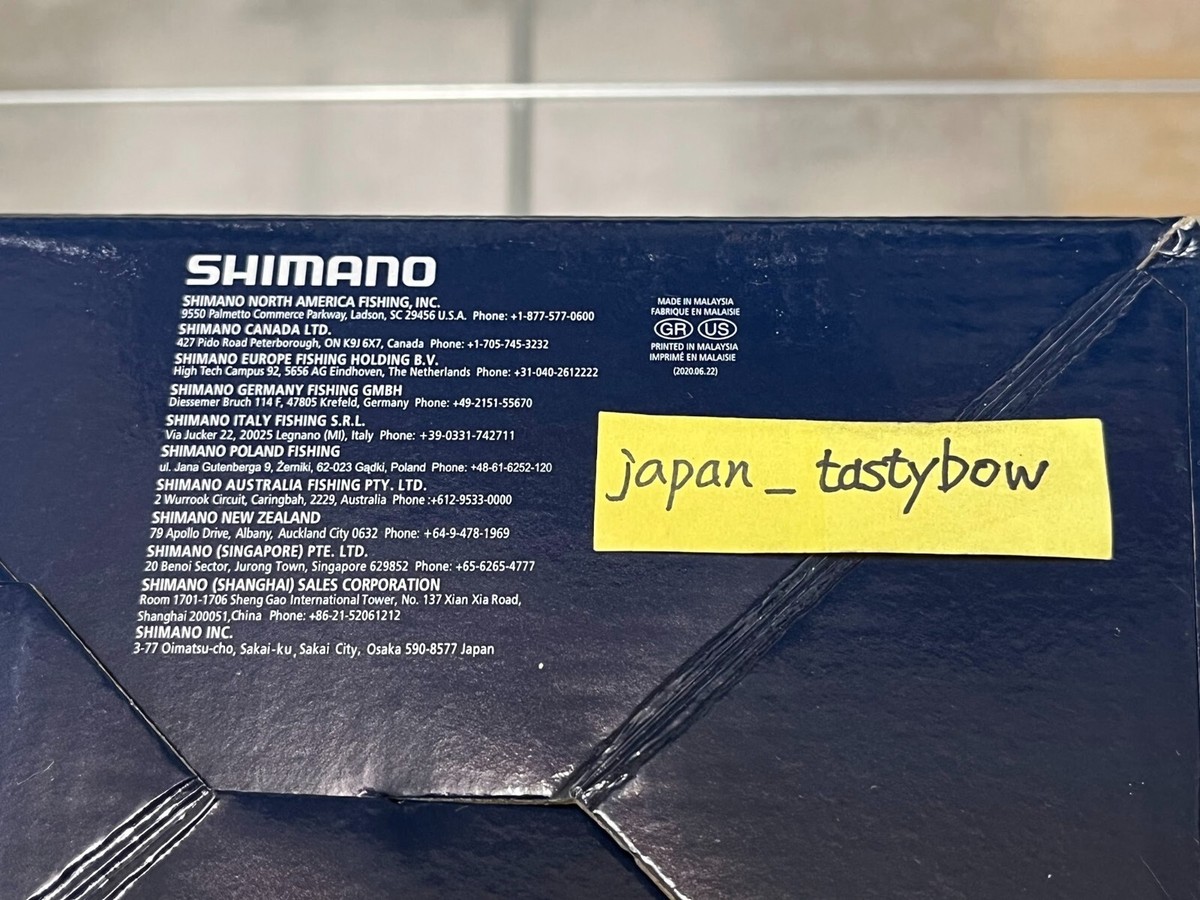 SHIMANO
SHIMANO NORTH AMERICA FISHING, INC.
9550 Palmetto Commerce Parkway, Ladson, SC 29456 U.S.A. Phone: +1-877-577-0600
SHIMANO CANADA LTD.
427 Pido Road Peterborough, ON K9J 6X7, Canada Phone: +1-705-745-3232
SHIMANO EUROPE FISHING HOLDING B.V.
High Tech Campus 92, 5656 AG Eindhoven, The Netherlands Phone: +31-040-2612222
SHIMANO GERMANY FISHING GMBH
Diessemer Bruch 114 F, 47805 Krefeld, Germany Phone: +49-2151-55670
SHIMANO ITALY FISHING S.R.L.
Via Jucker 22, 20025 Legnano (MI), Italy Phone: +39-0331-742711
SHIMANO POLAND FISHING
ul. Jana Gutenberga 9, Żerniki, 62-023 Gądki, Poland Phone: +48-61-6252-120
SHIMANO AUSTRALIA FISHING PTY. LTD.
2 Wurrook Circuit, Caringbah, 2229, Australia Phone :+612-9533-0000
SHIMANO NEW ZEALAND
79 Apollo Drive, Albany, Auckland City 0632 Phone: +64-9-478-1969
SHIMANO (SINGAPORE) PTE. LTD.
20 Benoi Sector, Jurong Town, Singapore 629852 Phone: +65-6265-4777
SHIMANO (SHANGHAI) SALES CORPORATION
Room 1701-1706 Sheng Gao International Tower, No. 137 Xian Xia Road,
Shanghai 200051,China Phone: +86-21-52061212
SHIMANO INC.
3-77 Oimatsu-cho, Sakai-ku, Sakai City, Osaka 590-8577 Japan
MADE IN MALAYSIA
FABRIQUE EN MALAISIE
GR US
PRINTED IN MALAYSIA
IMPRIMÉ EN MALAISIE
(2020.06.22)
japan_tastybow